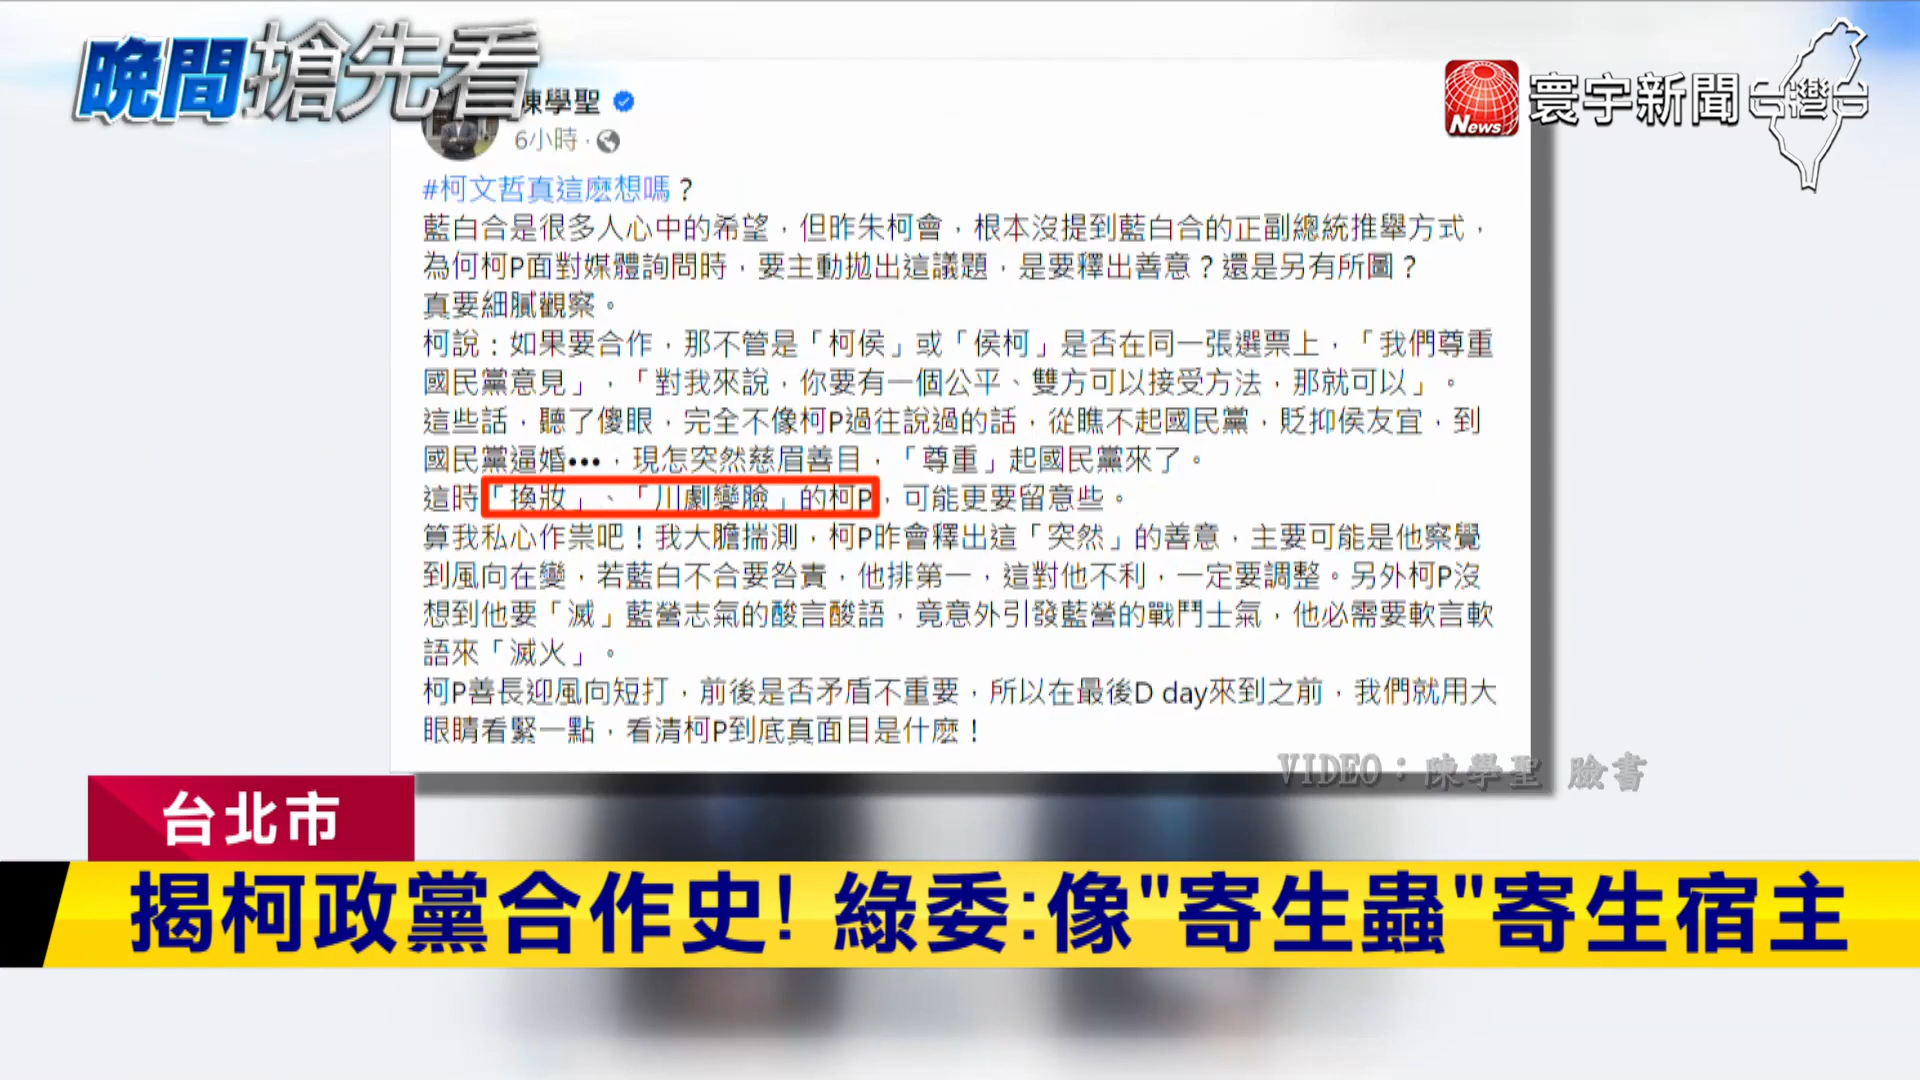 晚間搶先看
News 寰宇新聞 台灣
陳學聖
6小時 ·
#柯文哲真這麼想嗎？
藍白合是很多人心中的希望，但昨朱柯會，根本沒提到藍白合的正副總統推舉方式，
為何柯P面對媒體詢問時，要主動拋出這議題，是要釋出善意？還是另有所圖？
真要細膩觀察。
柯說：如果要合作，那不管是「柯侯」或「侯柯」是否在同一張選票上，「我們尊重
國民黨意見」，「對我來說，你要有一個公平、雙方可以接受方法，那就可以」。
這些話，聽了傻眼，完全不像柯P過往說過的話，從瞧不起國民黨，貶抑侯友宜，到
國民黨逼婚•••，現怎突然慈眉善目，「尊重」起國民黨來了。
這時「換妝」、「川劇變臉」的柯P，可能更要留意些。
算我私心作祟吧！我大膽揣測，柯P昨會釋出這「突然」的善意，主要可能是他察覺
到風向在變，若藍白不合要咎責，他排第一，這對他不利，一定要調整。另外柯P沒
想到他要「滅」藍營志氣的酸言酸語，竟意外引發藍營的戰鬥士氣，他必需要軟言軟
語來「滅火」。
柯P善長迎風向短打，前後是否矛盾不重要，所以在最後D day來到之前，我們就用大
眼睛看緊一點，看清柯P到底真面目是什麼！
VIDEO：陳學聖 臉書
台北市
揭柯政黨合作史! 綠委:像"寄生蟲"寄生宿主